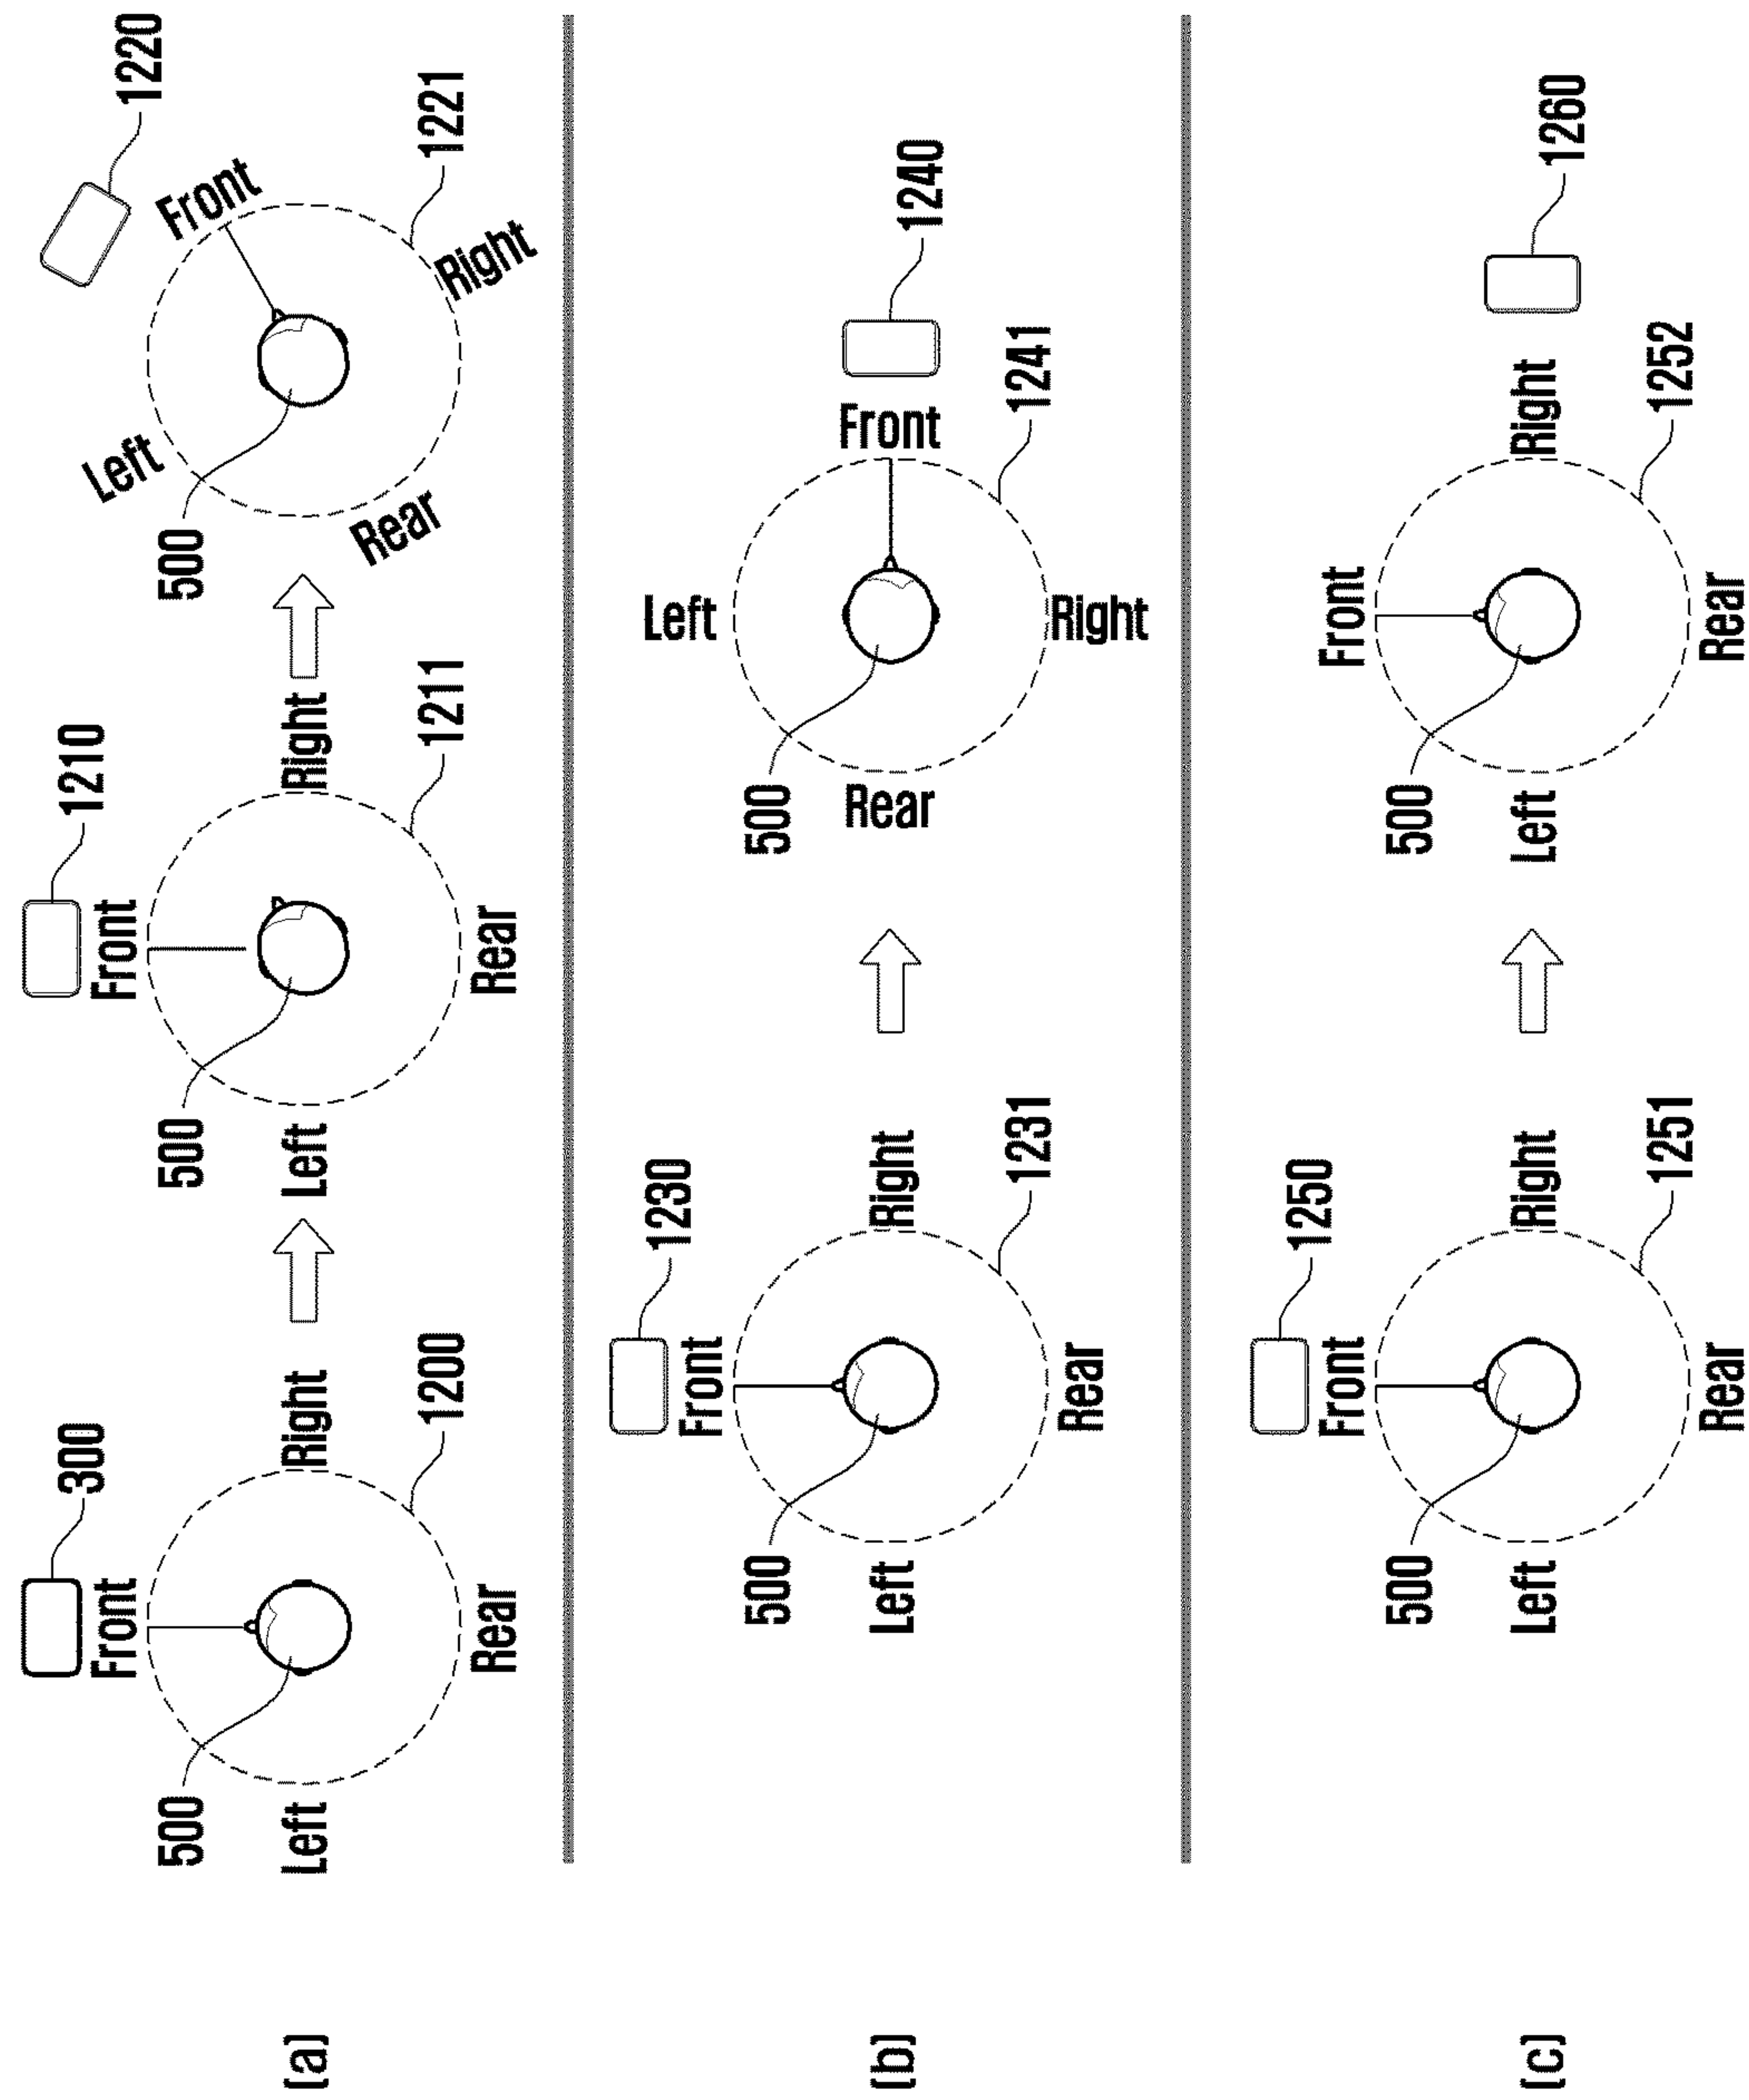 (a)
300
Front
500
Left
Right
1200
Rear
1210
Front
500
Left
Right
1211
Rear
1220
Front
Left
500
Rear
Right
1221
(b)
1230
Front
500
Left
Right
1231
Rear
Left
500
Rear
Front
1240
1241
Right
(c)
1250
Front
500
Left
Right
1251
Rear
Front
500
Left
Right
1260
1252
Rear